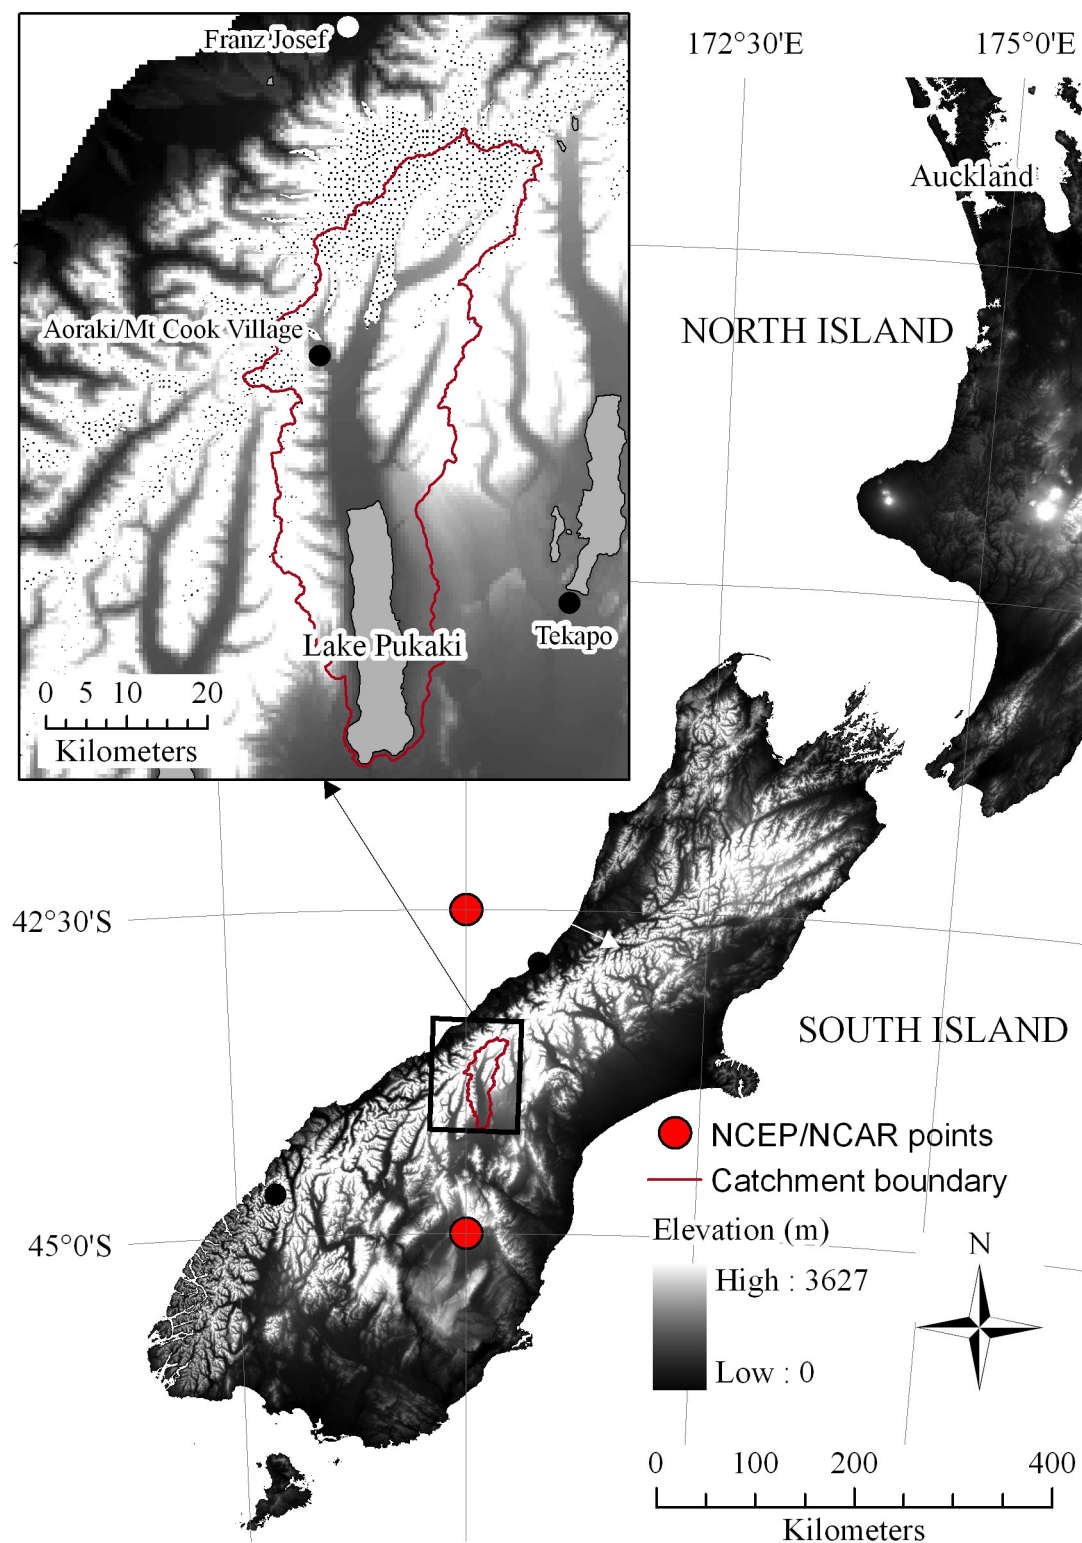 Franz Josef
172°30'E
175°0'E
Auckland
Aoraki/Mt Cook Village
NORTH ISLAND
Tekapo
Lake Pukaki
0 5 10 20
Kilometers
42°30'S
SOUTH ISLAND
NCEP/NCAR points
Catchment boundary
45°0'S
Elevation (m)
N
High : 3627
Low : 0
0 100 200 400
Kilometers